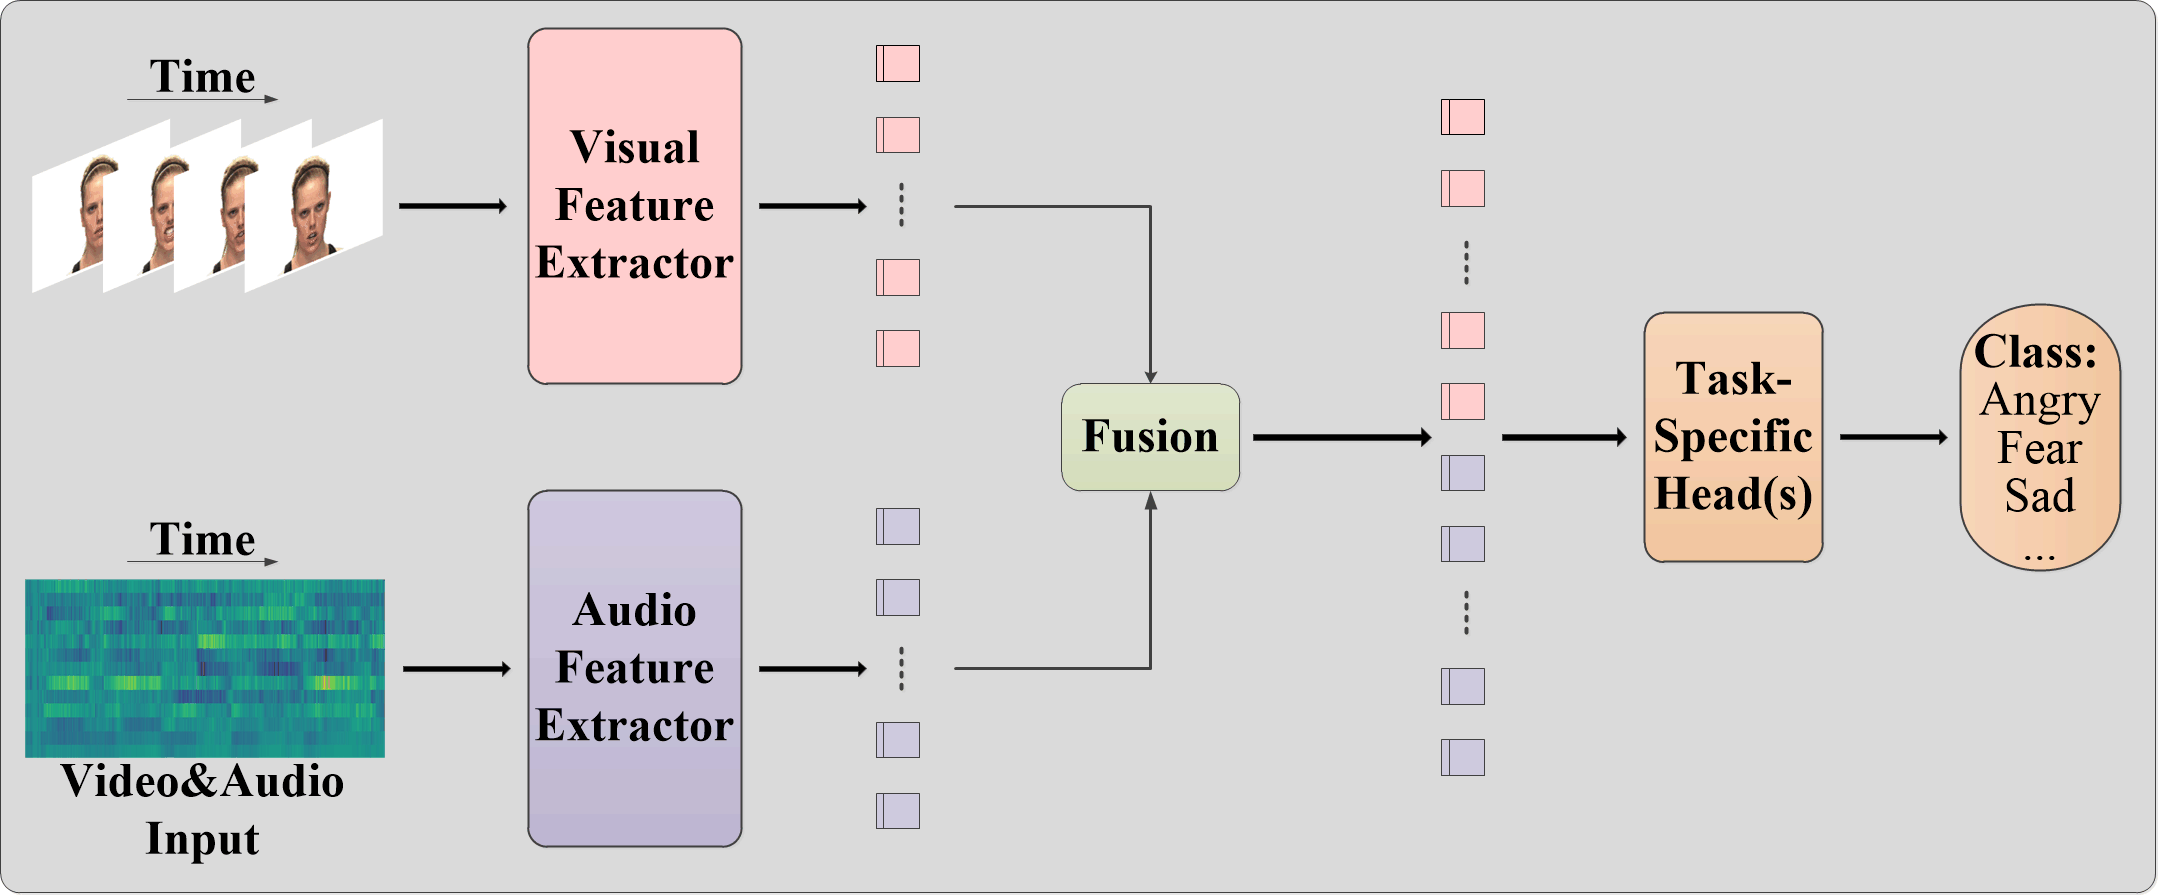 Time
Visual
Feature
Extractor
Time
Video&Audio
Input
Audio
Feature
Extractor
Fusion
Task-
Specific
Head(s)
Class:
Angry
Fear
Sad
...